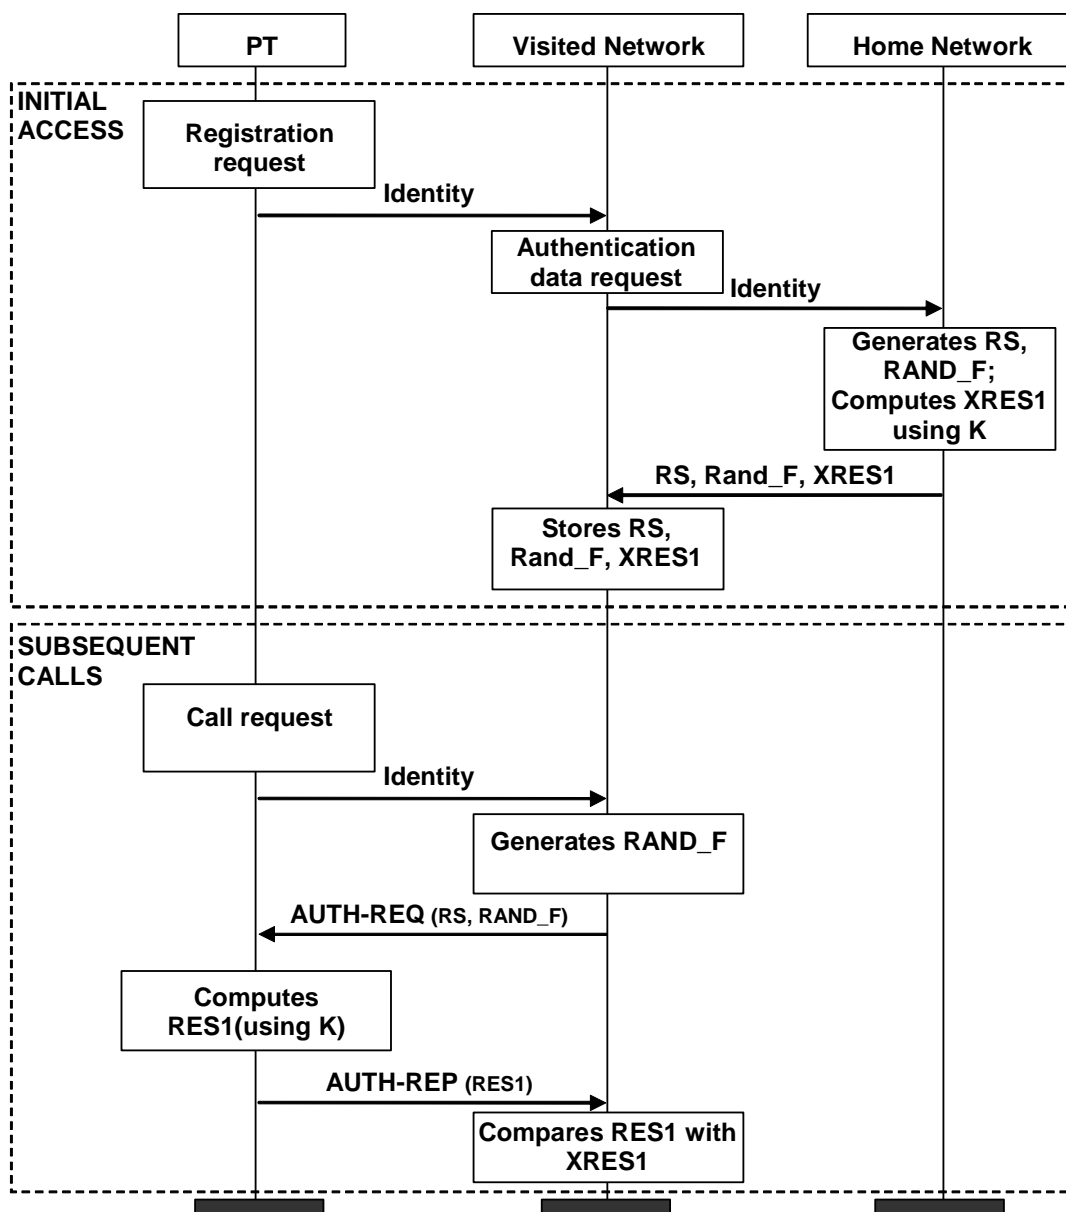 PT
Visited Network
Home Network
INITIAL
ACCESS
Registration
request
Identity
Authentication
data request
Identity
Generates RS,
RAND_F;
Computes XRES1
using K
RS, Rand_F, XRES1
Stores RS,
Rand_F, XRES1
SUBSEQUENT
CALLS
Call request
Identity
Generates RAND_F
AUTH-REQ (RS, RAND_F)
Computes
RES1(using K)
AUTH-REP (RES1)
Compares RES1 with
XRES1